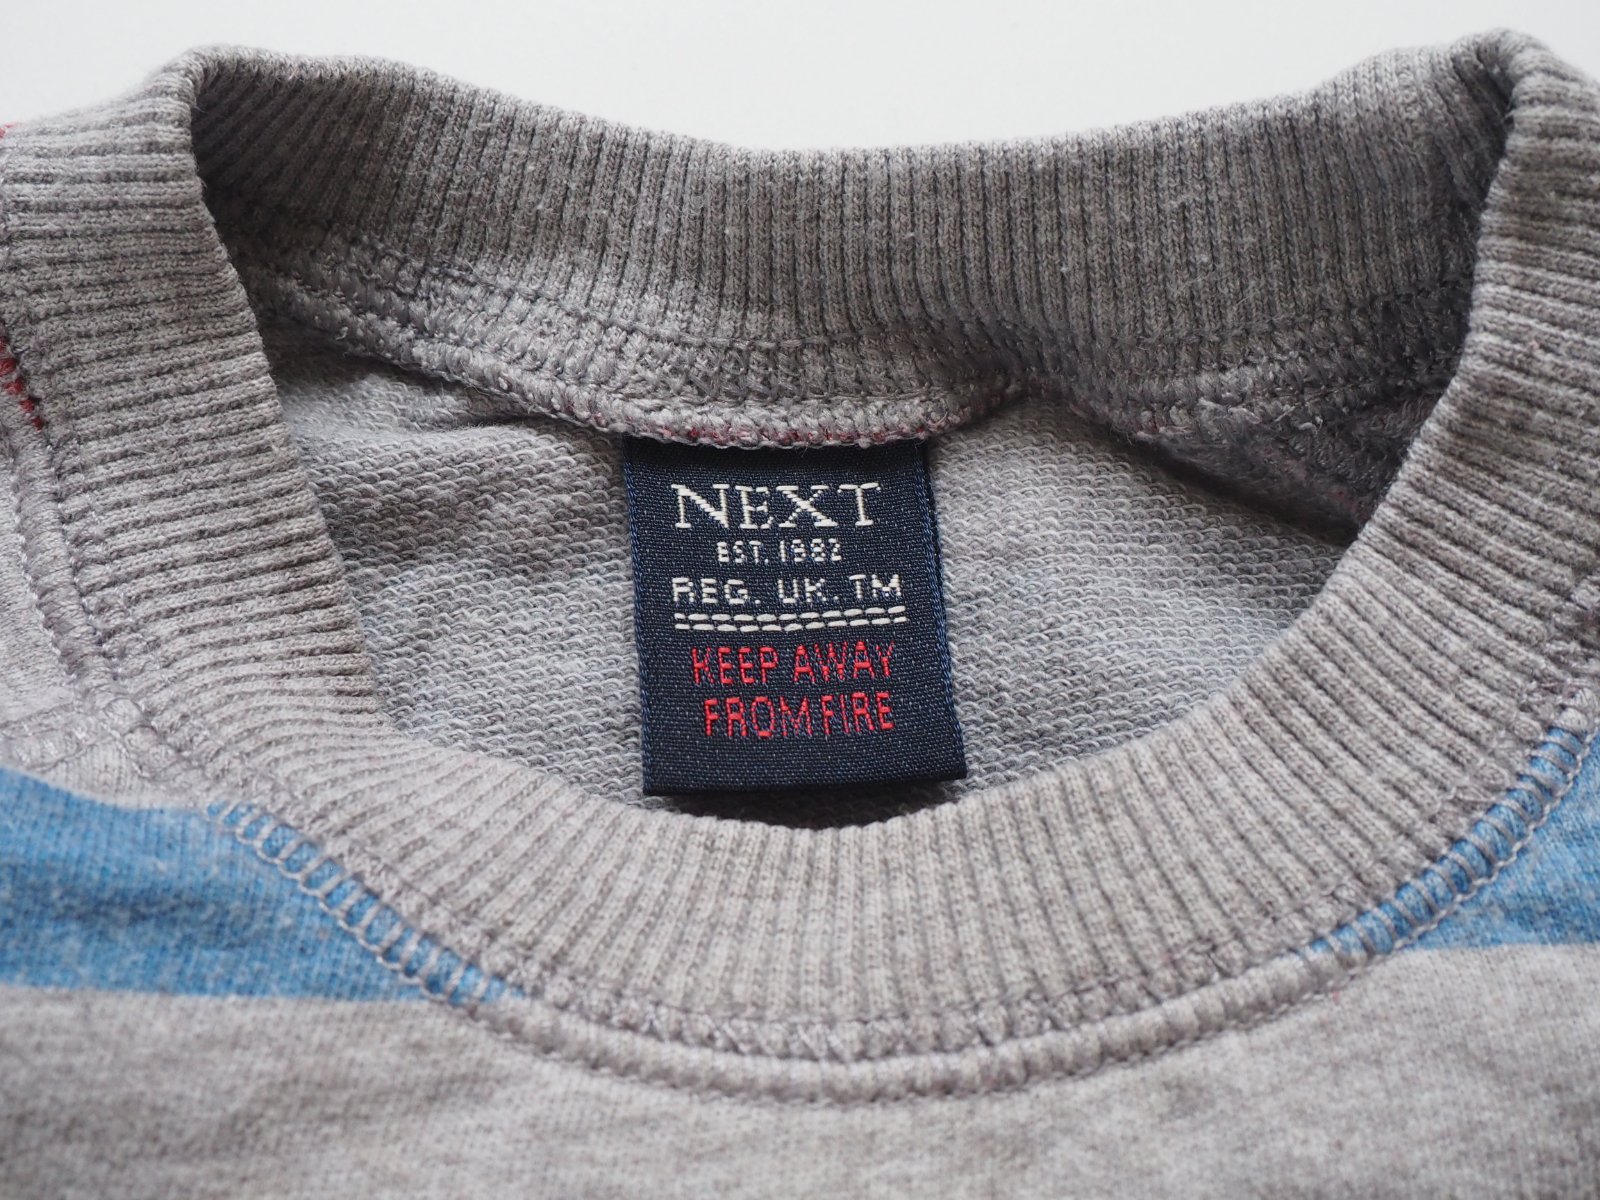 NEXT
EST. 1982
REG. UK. TM
KEEP AWAY
FROM FIRE